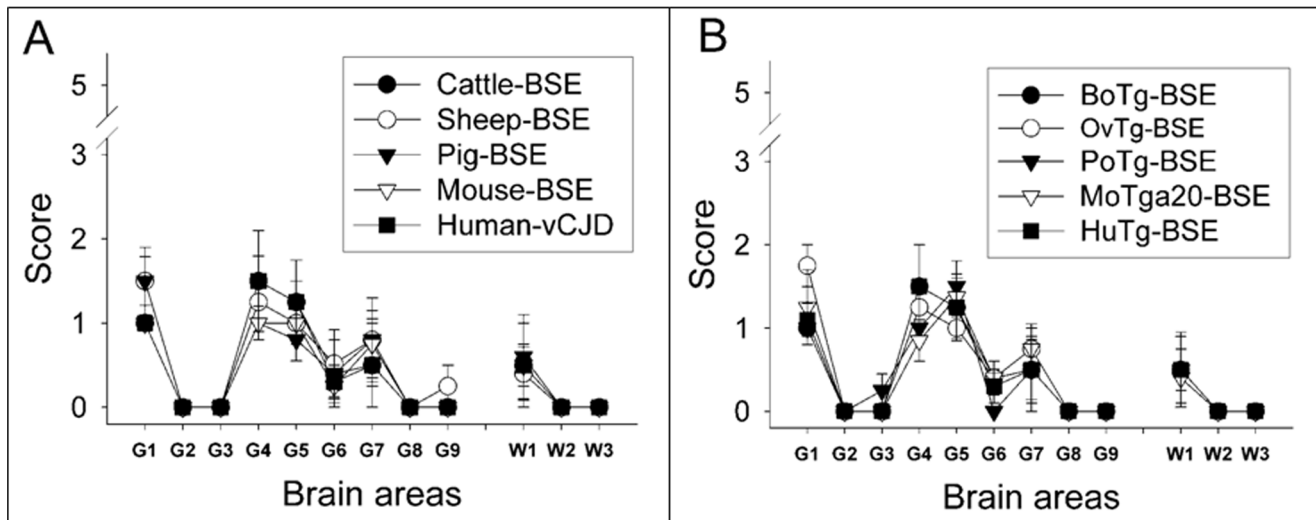 A
Score
5
3
2
1
0
Cattle-BSE
Sheep-BSE
Pig-BSE
Mouse-BSE
Human-vCJD
G1 G2 G3 G4 G5 G6 G7 G8 G9 W1 W2 W3
Brain areas
B
Score
5
3
2
1
0
BoTg-BSE
OvTg-BSE
PoTg-BSE
MoTga20-BSE
HuTg-BSE
G1 G2 G3 G4 G5 G6 G7 G8 G9 W1 W2 W3
Brain areas